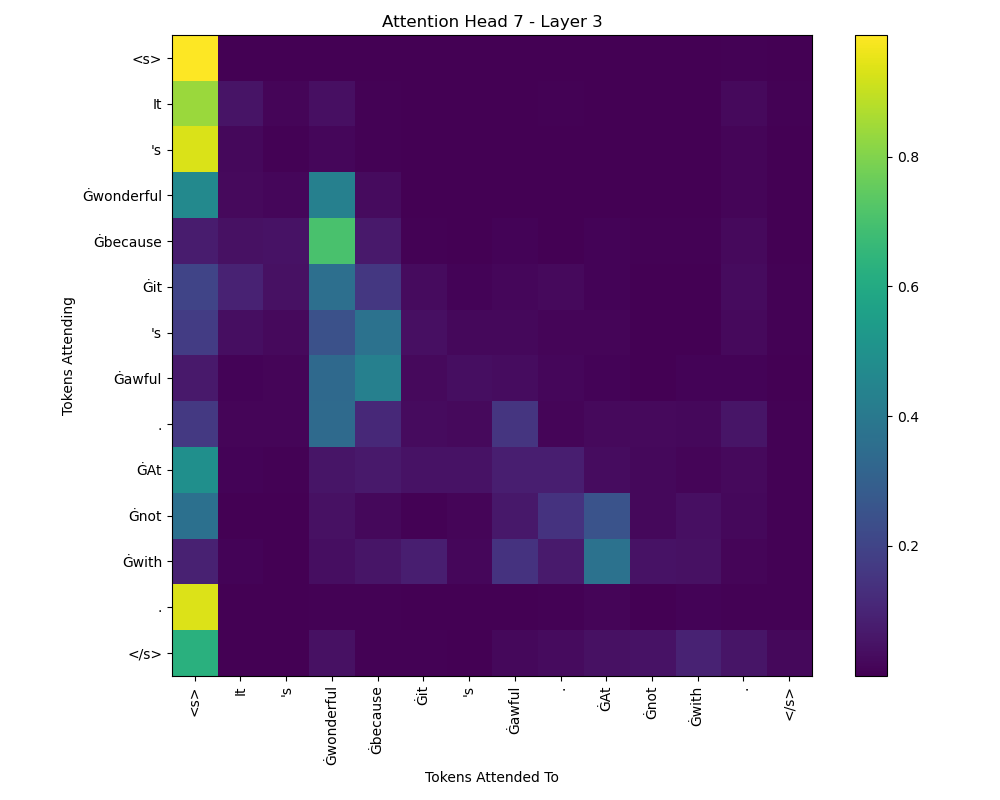 Attention Head 7 - Layer 3
<s>
It
's
Ġwonderful
Ġbecause
Ġit
's
Ġawful
.
ĠAt
Ġnot
Ġwith
.
</s>
Tokens Attending
<s>
It
's
Ġwonderful
Ġbecause
Ġit
's
Ġawful
.
ĠAt
Ġnot
Ġwith
.
</s>
Tokens Attended To
0.8
0.6
0.4
0.2